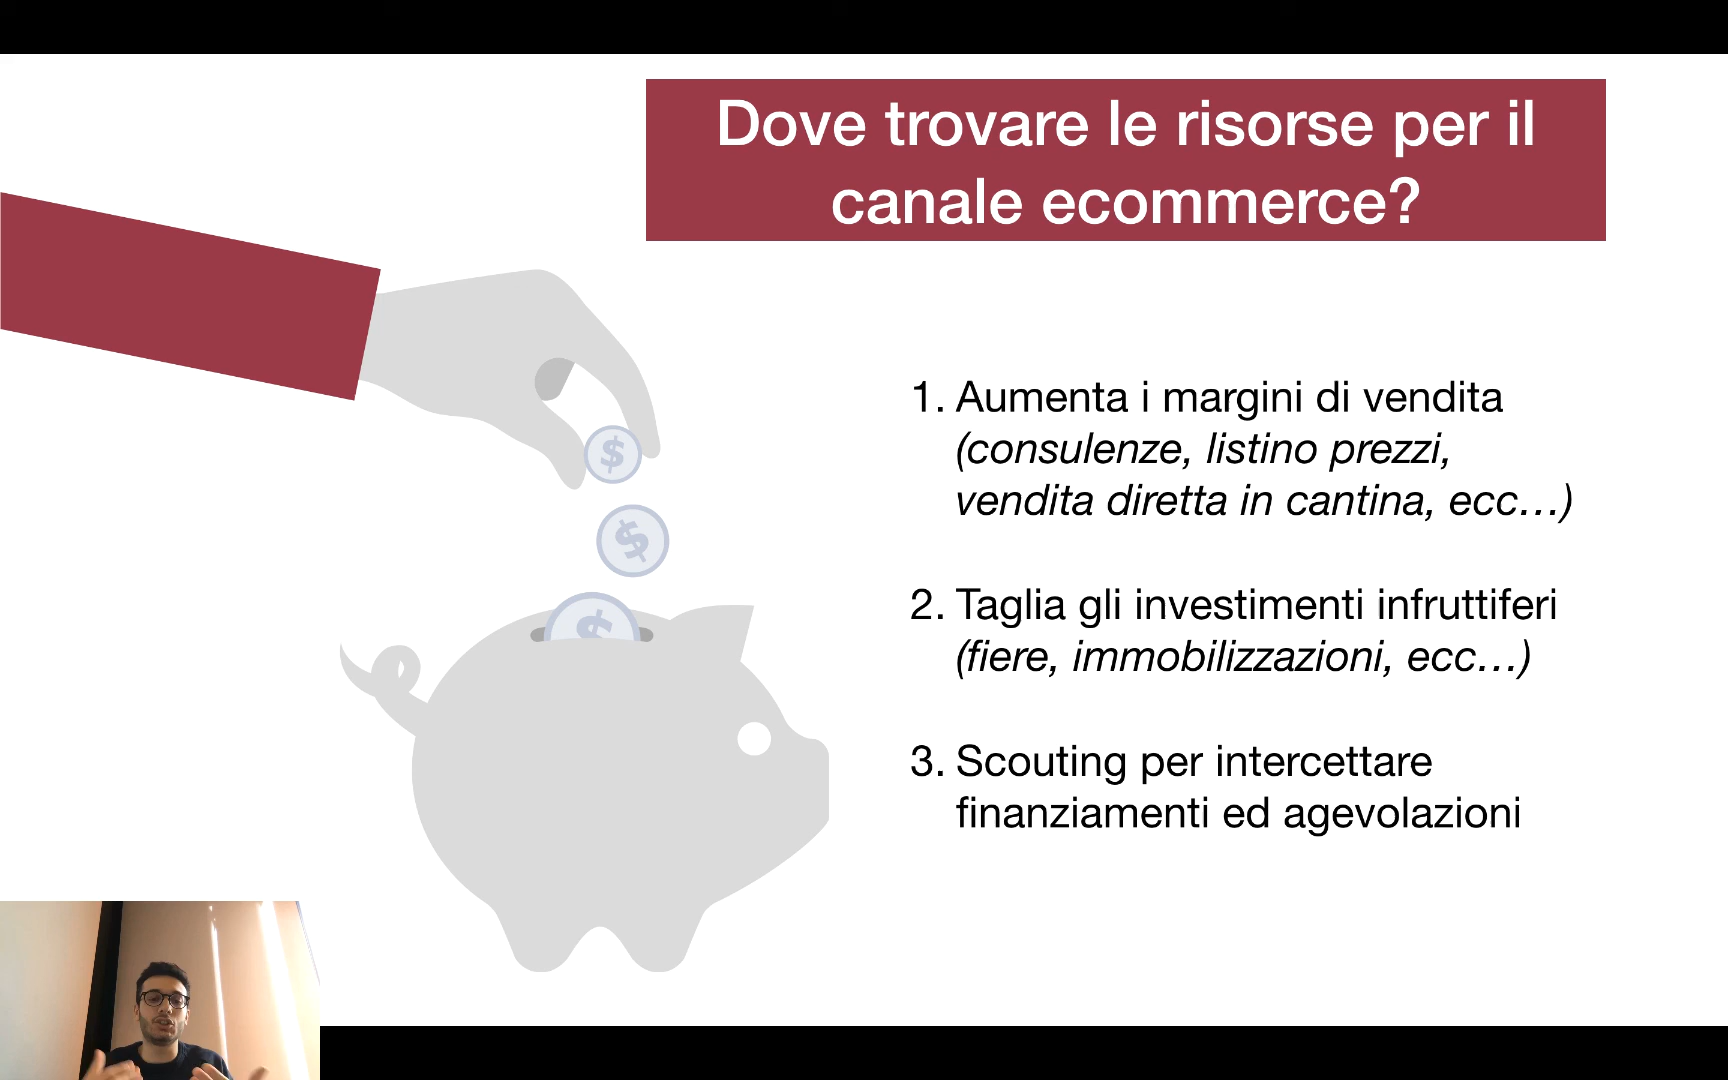 Dove trovare le risorse per il
canale ecommerce?
1. Aumenta i margini di vendita
(consulenze, listino prezzi,
vendita diretta in cantina, ecc…)
2. Taglia gli investimenti infruttiferi
(fiere, immobilizzazioni, ecc…)
3. Scouting per intercettare
finanziamenti ed agevolazioni
$
$
$